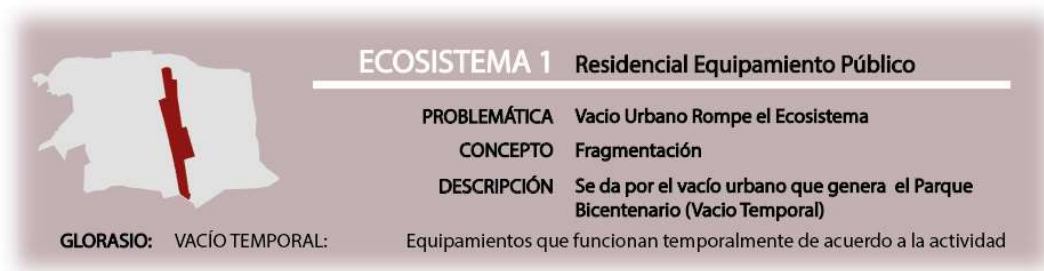 ECOSISTEMA 1 Residencial Equipamiento Público
PROBLEMÁTICA Vacio Urbano Rompe el Ecosistema
CONCEPTO Fragmentación
DESCRIPCIÓN Se da por el vacío urbano que genera el Parque
Bicentenario (Vacio Temporal)
GLORASIO: VACÍO TEMPORAL: Equipamientos que funcionan temporalmente de acuerdo a la actividad